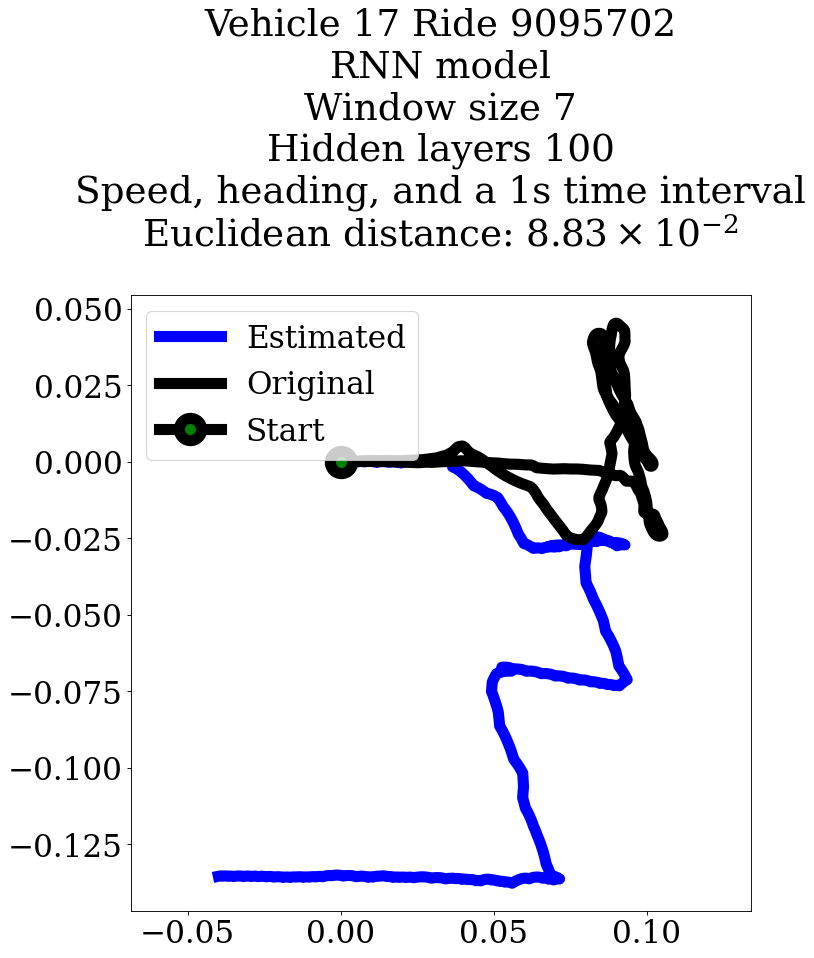 Vehicle 17 Ride 9095702
RNN model
Window size 7
Hidden layers 100
Speed, heading, and a 1s time interval
Euclidean distance: 8.83 × 10⁻²
Estimated
Original
Start
0.050
0.025
0.000
−0.025
−0.050
−0.075
−0.100
−0.125
−0.05 0.00 0.05 0.10